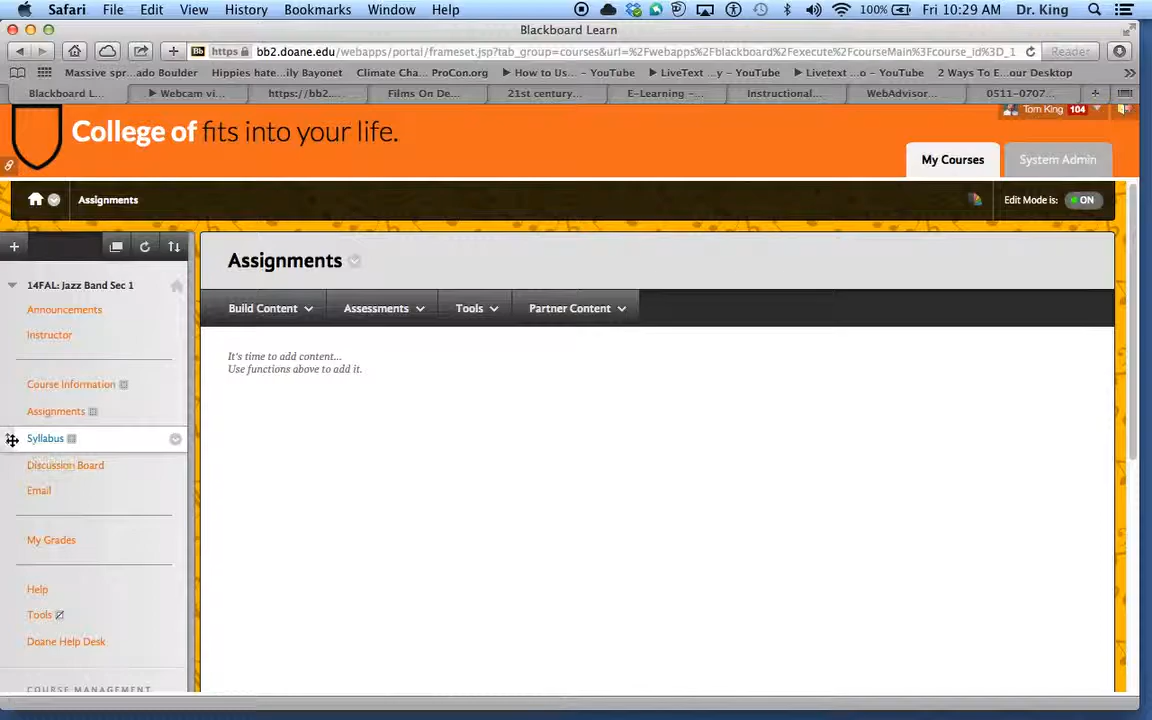 Safari File Edit View History Bookmarks Window Help 100% Fri 10:29 AM Dr. King
Blackboard Learn
Bb https bb2.doane.edu/webapps/portal/frameset.jsp?tab_group=courses&url=%2Fwebapps%2Fblackboard%2Fexecute%2FcourseMain%3Fcourse_id%3D_1 Reader
Massive spr...ado Boulder Hippies hate...ily Bayonet Climate Cha... ProCon.org How to Us... – YouTube LiveText ...y – YouTube Livetext ...o – YouTube 2 Ways To E...our Desktop
Blackboard L... Webcam vi... https://bb2.... Films On De... 21st century... E-Learning –... Instructional... WebAdvisor... 0511-0707...
Tom King 104
College of fits into your life.
My Courses System Admin
Assignments Edit Mode is: ON
Assignments
14FAL: Jazz Band Sec 1
Announcements
Instructor
Course Information
Assignments
Syllabus
Discussion Board
Email
My Grades
Help
Tools
Doane Help Desk
COURSE MANAGEMENT
Build Content Assessments Tools Partner Content
It's time to add content...
Use functions above to add it.